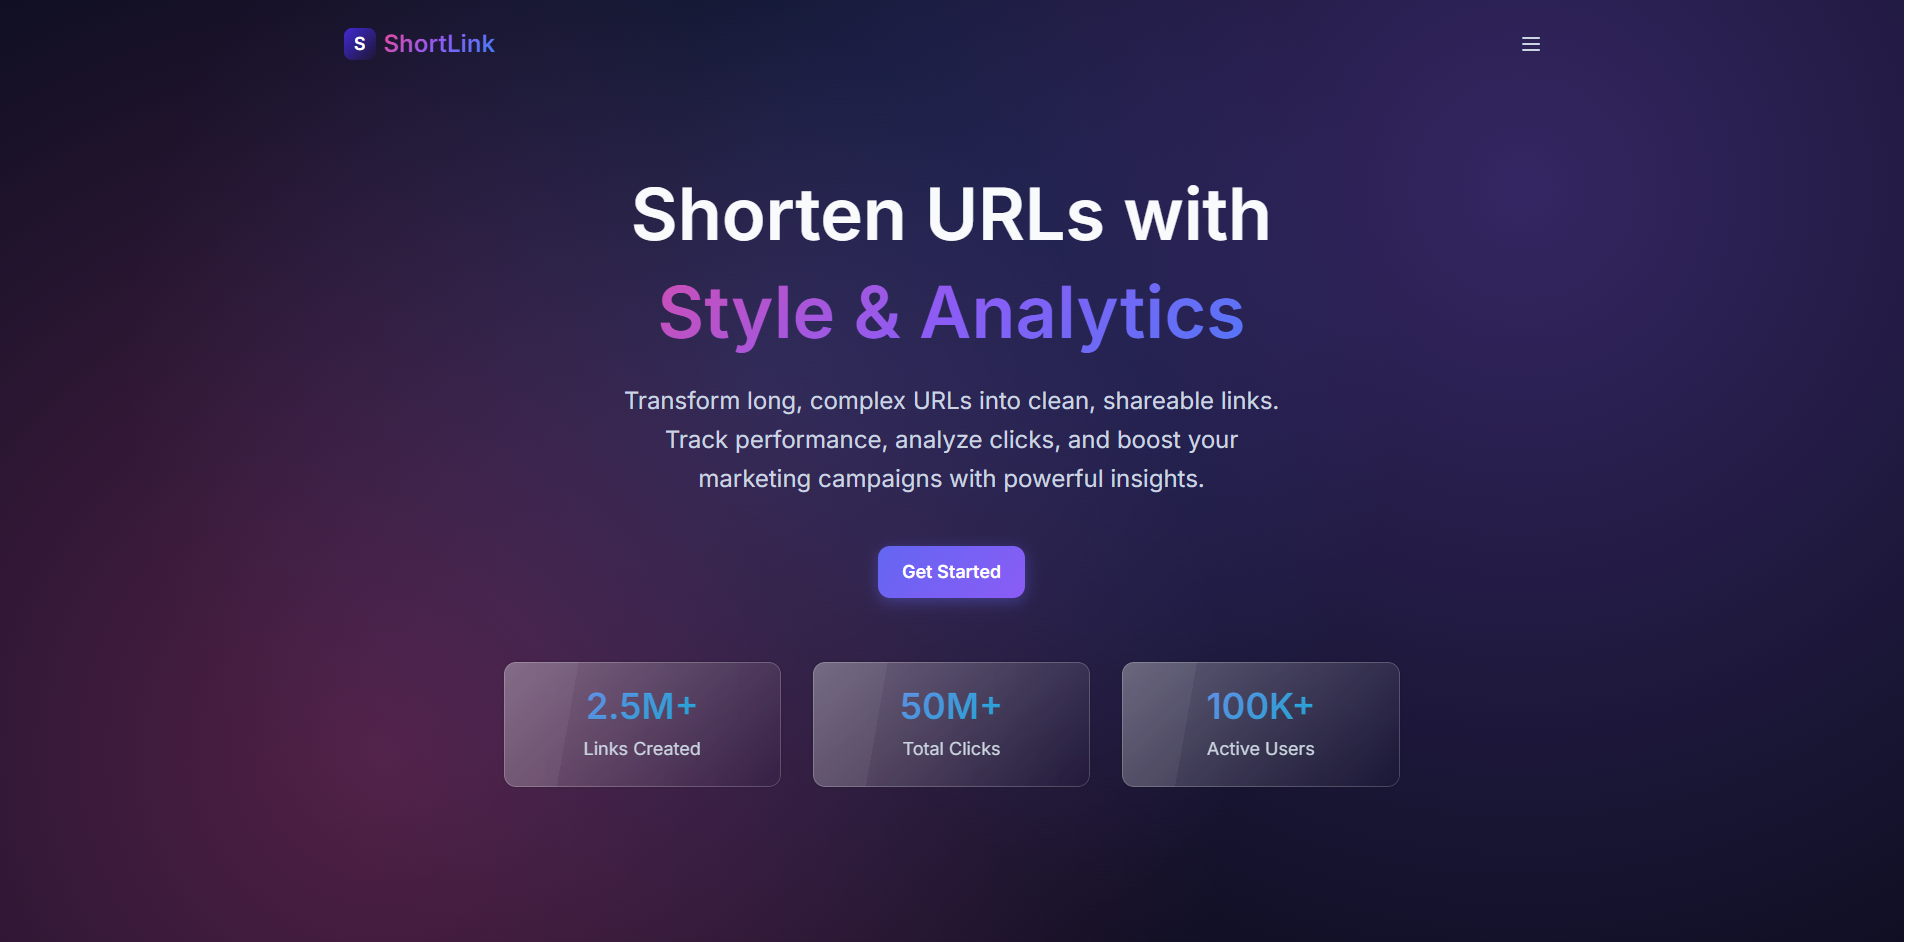 S ShortLink
Shorten URLs with
Style & Analytics
Transform long, complex URLs into clean, shareable links.
Track performance, analyze clicks, and boost your
marketing campaigns with powerful insights.
Get Started
2.5M+
Links Created
50M+
Total Clicks
100K+
Active Users